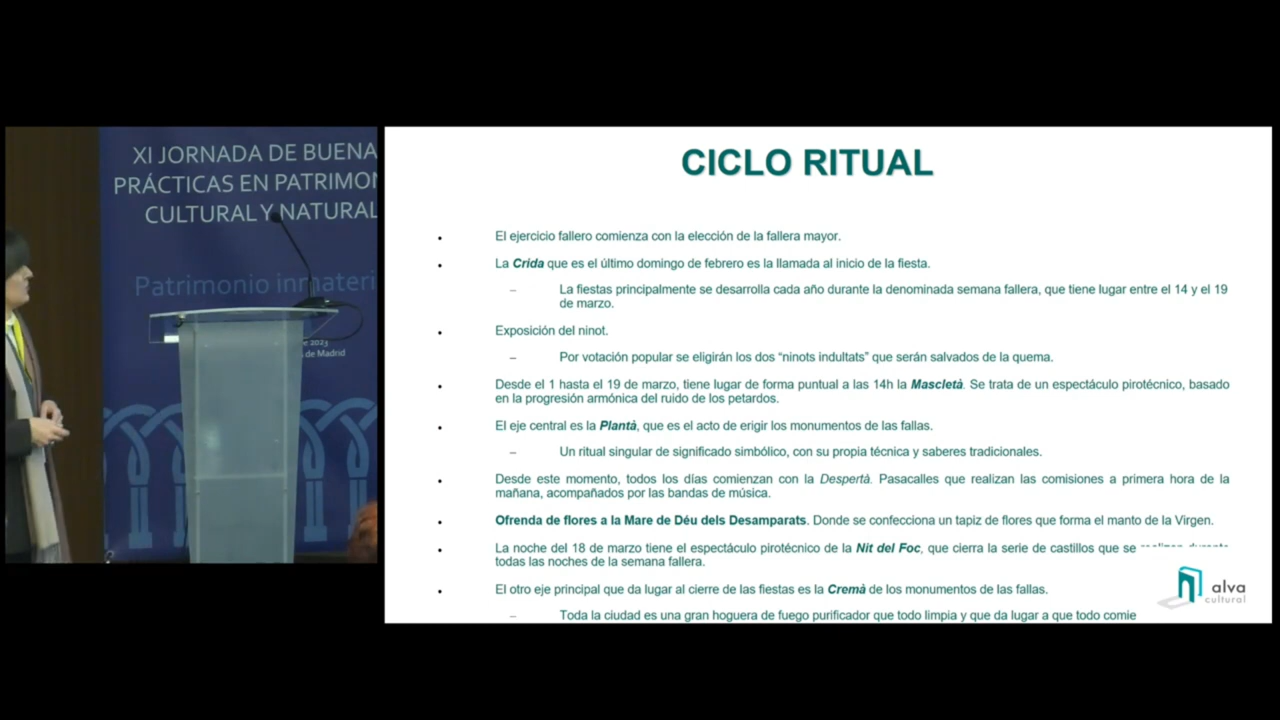 XI JORNADA DE BUENA
PRÁCTICAS EN PATRIMON
CULTURAL Y NATURAL
Patrimonio inmateri
e 2023
s de Madrid
CICLO RITUAL
• El ejercicio fallero comienza con la elección de la fallera mayor.
• La Crida que es el último domingo de febrero es la llamada al inicio de la fiesta.
– La fiestas principalmente se desarrolla cada año durante la denominada semana fallera, que tiene lugar entre el 14 y el 19
de marzo.
• Exposición del ninot.
– Por votación popular se eligirán los dos “ninots indultats” que serán salvados de la quema.
• Desde el 1 hasta el 19 de marzo, tiene lugar de forma puntual a las 14h la Mascletà. Se trata de un espectáculo pirotécnico, basado
en la progresión armónica del ruido de los petardos.
• El eje central es la Plantà, que es el acto de erigir los monumentos de las fallas.
– Un ritual singular de significado simbólico, con su propia técnica y saberes tradicionales.
• Desde este momento, todos los días comienzan con la Despertà. Pasacalles que realizan las comisiones a primera hora de la
mañana, acompañados por las bandas de música.
• Ofrenda de flores a la Mare de Déu dels Desamparats. Donde se confecciona un tapiz de flores que forma el manto de la Virgen.
• La noche del 18 de marzo tiene el espectáculo pirotécnico de la Nit del Foc, que cierra la serie de castillos que se
todas las noches de la semana fallera.
• El otro eje principal que da lugar al cierre de las fiestas es la Cremà de los monumentos de las fallas.
– Toda la ciudad es una gran hoguera de fuego purificador que todo limpia y que da lugar a que todo comie
alva
cultural